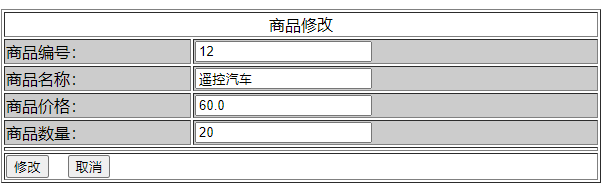 商品修改
商品编号： 12
商品名称： 遥控汽车
商品价格： 60.0
商品数量： 20
修改 取消